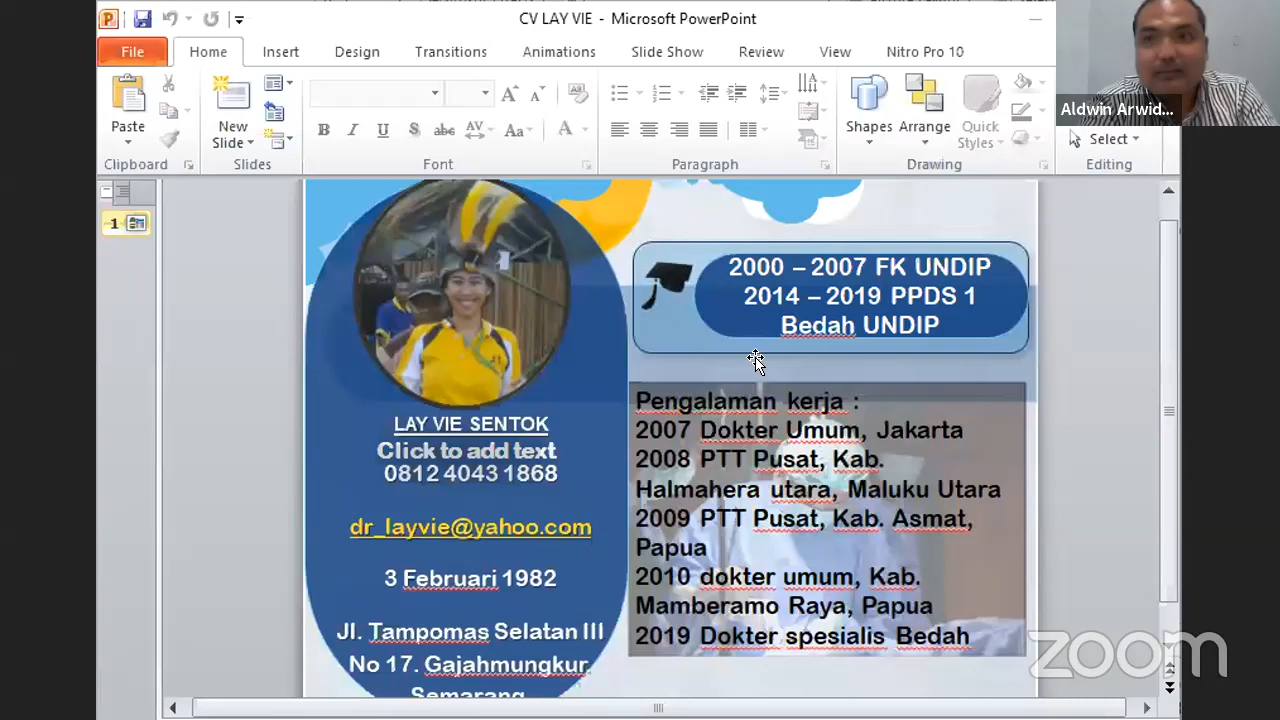 CV LAY VIE - Microsoft PowerPoint
File Home Insert Design Transitions Animations Slide Show Review View Nitro Pro 10
Aldwin Arwid...
Paste
New
Slide
Shapes
Arrange
Quick
Styles
Select
Clipboard
Slides
Font
Paragraph
Drawing
Editing
1
LAY VIE SENTOK
Click to add text
0812 4043 1868
dr_layvie@yahoo.com
3 Februari 1982
Jl. Tampomas Selatan III
No 17. Gajahmungkur,
Semarang
2000 – 2007 FK UNDIP
2014 – 2019 PPDS 1
Bedah UNDIP
Pengalaman kerja :
2007 Dokter Umum, Jakarta
2008 PTT Pusat, Kab.
Halmahera utara, Maluku Utara
2009 PTT Pusat, Kab. Asmat,
Papua
2010 dokter umum, Kab.
Mamberamo Raya, Papua
2019 Dokter spesialis Bedah
zoom